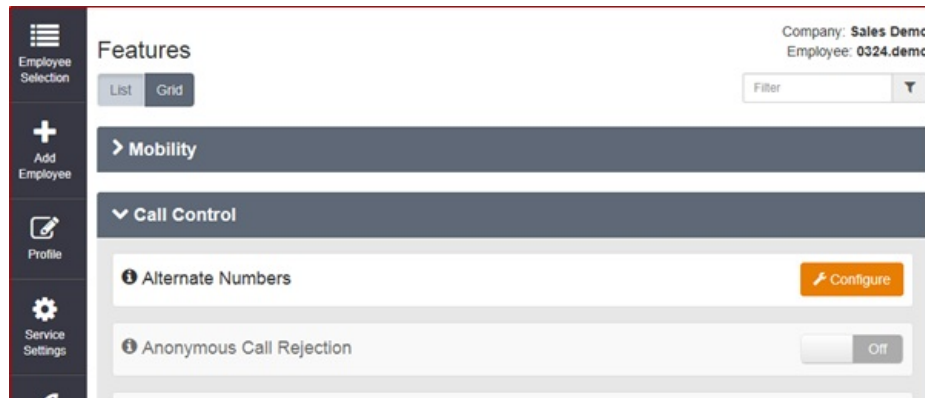 Company: Sales Demo
Employee: 0324.demo
Features
List Grid
Filter
Employee
Selection
Add
Employee
Profile
Service
Settings
Mobility
Call Control
Alternate Numbers
Configure
Anonymous Call Rejection
Off